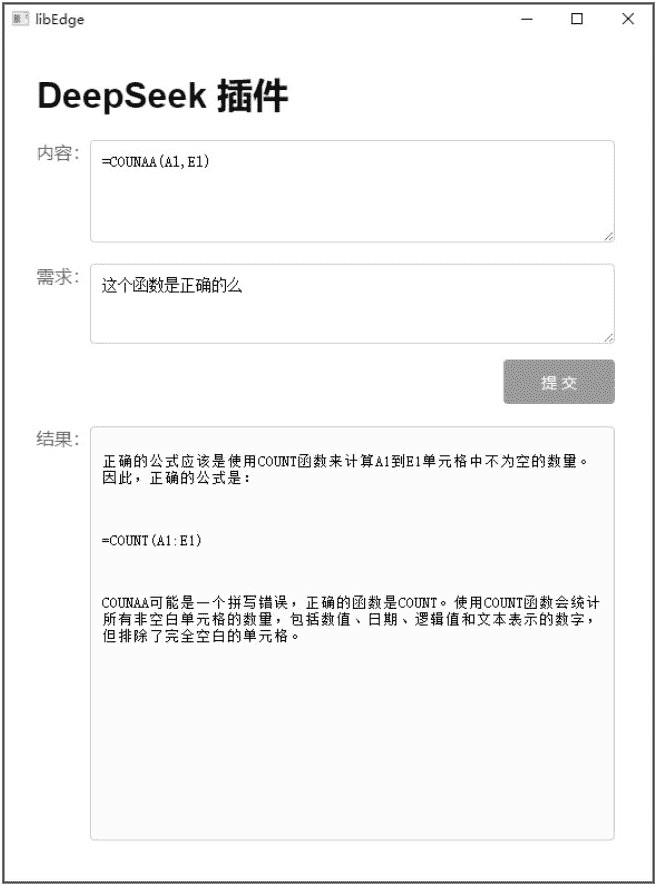 libEdge
DeepSeek 插件
内容：
=COUNAA(A1,E1)
需求：
这个函数是正确的么
提 交
结果：
正确的公式应该是使用COUNT函数来计算A1到E1单元格中不为空的数量。
因此，正确的公式是：
=COUNT(A1:E1)
COUNAA可能是一个拼写错误，正确的函数是COUNT。使用COUNT函数会统计
所有非空白单元格的数量，包括数值、日期、逻辑值和文本表示的数字，
但排除了完全空白的单元格。